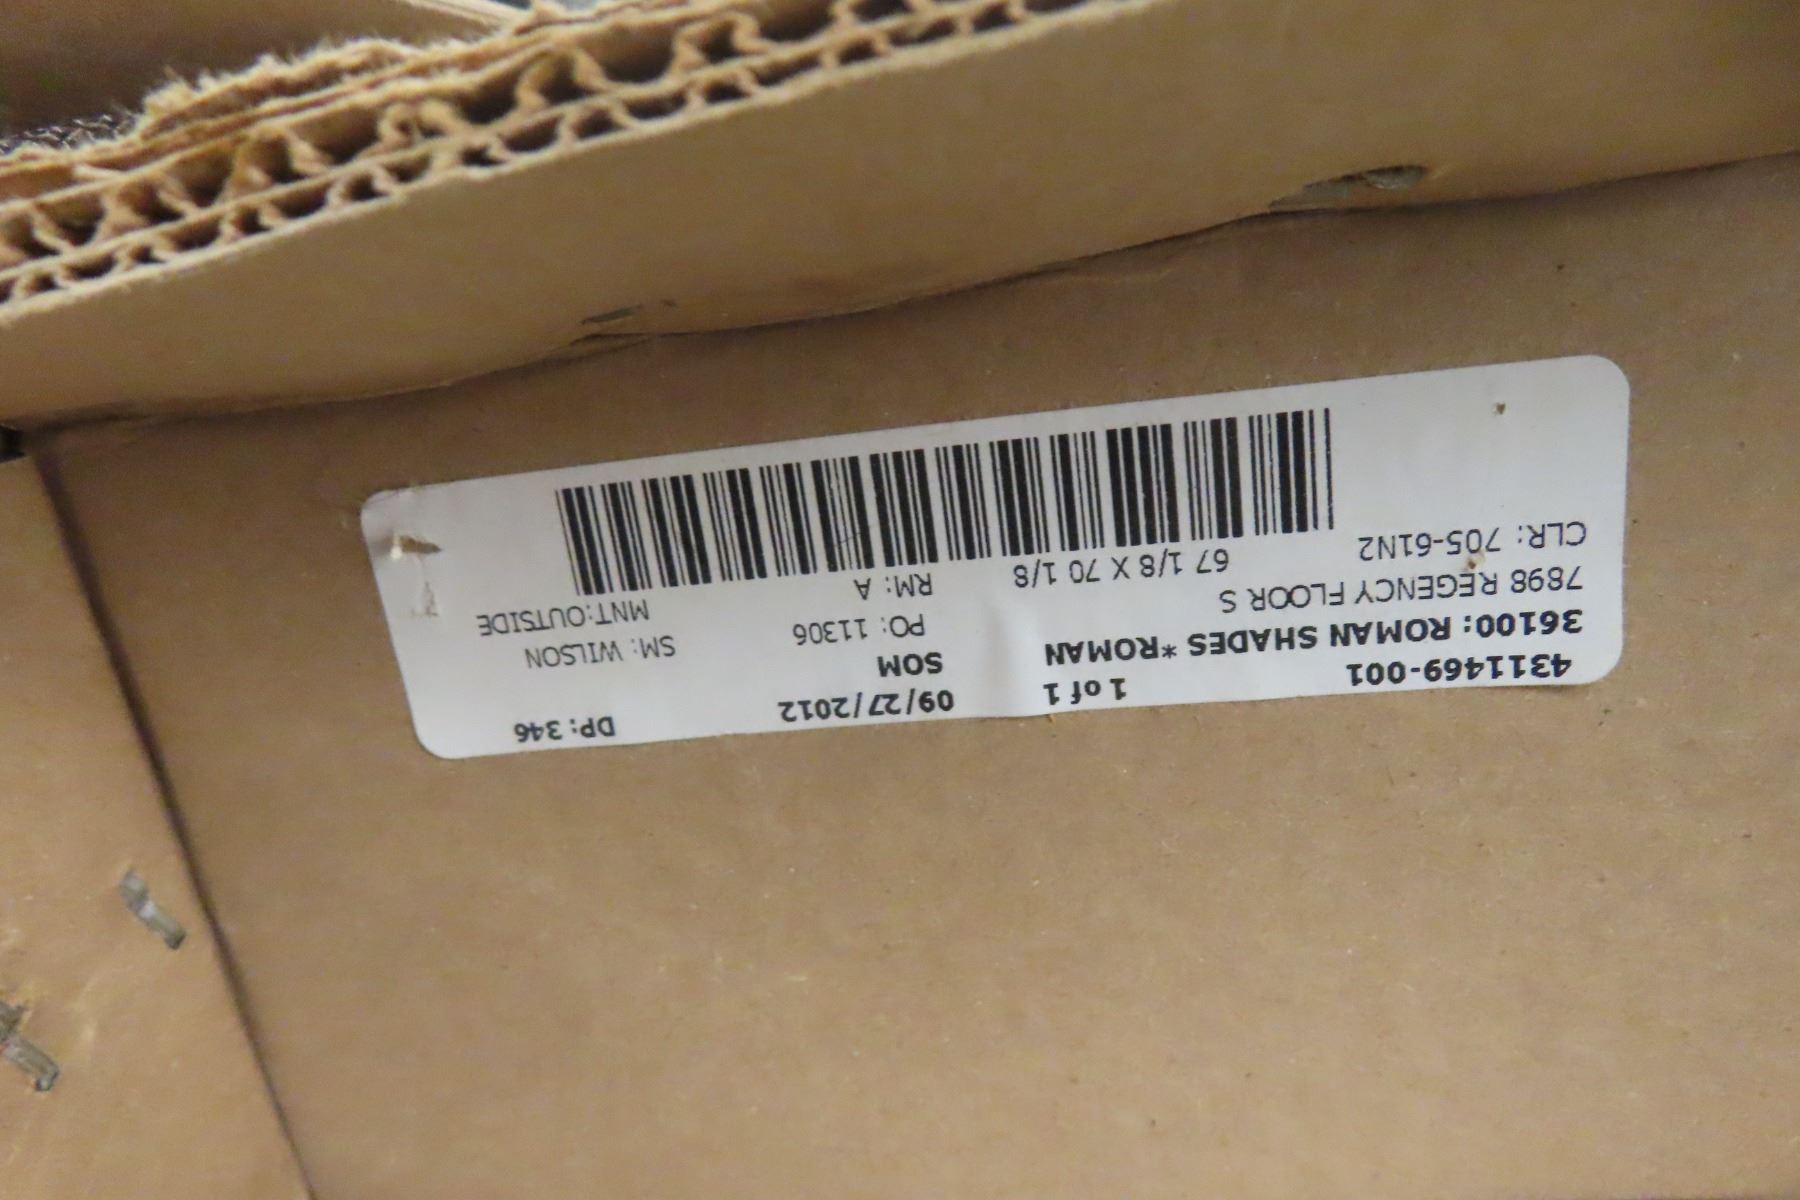 4311469-001 1 of 1 09/27/2012 DP: 346
36100: ROMAN SHADES *ROMAN SOM SM: WILSON
7898 REGENCY FLOOR S PO: 11306 MNT:OUTSIDE
CLR: 705-61N2 67 1/8 X 70 1/8 RM: A